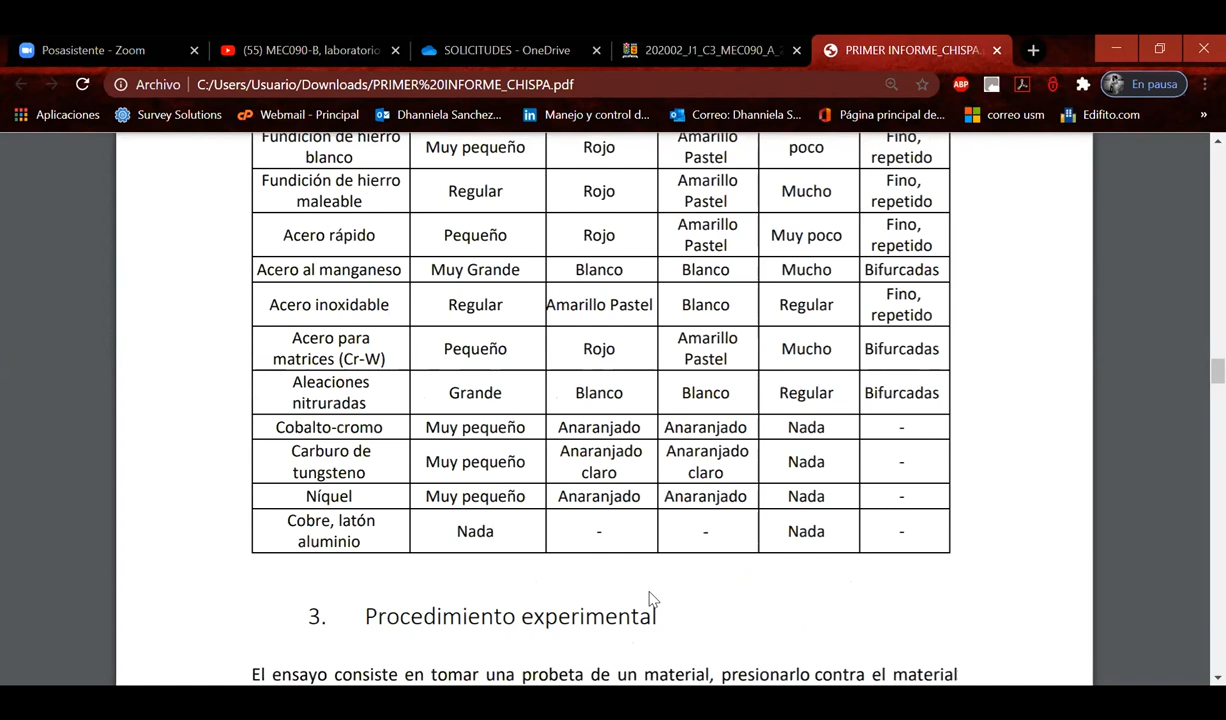 Posasistente - Zoom
(55) MEC090-B, laboratorio
SOLICITUDES - OneDrive
202002_J1_C3_MEC090_A_
PRIMER INFORME_CHISPA.p
Archivo
C:/Users/Usuario/Downloads/PRIMER%20INFORME_CHISPA.pdf
ABP
En pausa
Aplicaciones
Survey Solutions
Webmail - Principal
Dhanniela Sanchez...
Manejo y control d...
Correo: Dhanniela S...
Página principal de...
correo usm
Edifito.com
»
Fundición de hierro
blanco
Muy pequeño
Rojo
Amarillo
Pastel
poco
Fino,
repetido
Fundición de hierro
maleable
Regular
Rojo
Amarillo
Pastel
Mucho
Fino,
repetido
Acero rápido
Pequeño
Rojo
Amarillo
Pastel
Muy poco
Fino,
repetido
Acero al manganeso
Muy Grande
Blanco
Blanco
Mucho
Bifurcadas
Acero inoxidable
Regular
Amarillo Pastel
Blanco
Regular
Fino,
repetido
Acero para
matrices (Cr-W)
Pequeño
Rojo
Amarillo
Pastel
Mucho
Bifurcadas
Aleaciones
nitruradas
Grande
Blanco
Blanco
Regular
Bifurcadas
Cobalto-cromo
Muy pequeño
Anaranjado
Anaranjado
Nada
-
Carburo de
tungsteno
Muy pequeño
Anaranjado
claro
Anaranjado
claro
Nada
-
Níquel
Muy pequeño
Anaranjado
Anaranjado
Nada
-
Cobre, latón
aluminio
Nada
-
-
Nada
-
3. Procedimiento experimental
El ensayo consiste en tomar una probeta de un material, presionarlo contra el material